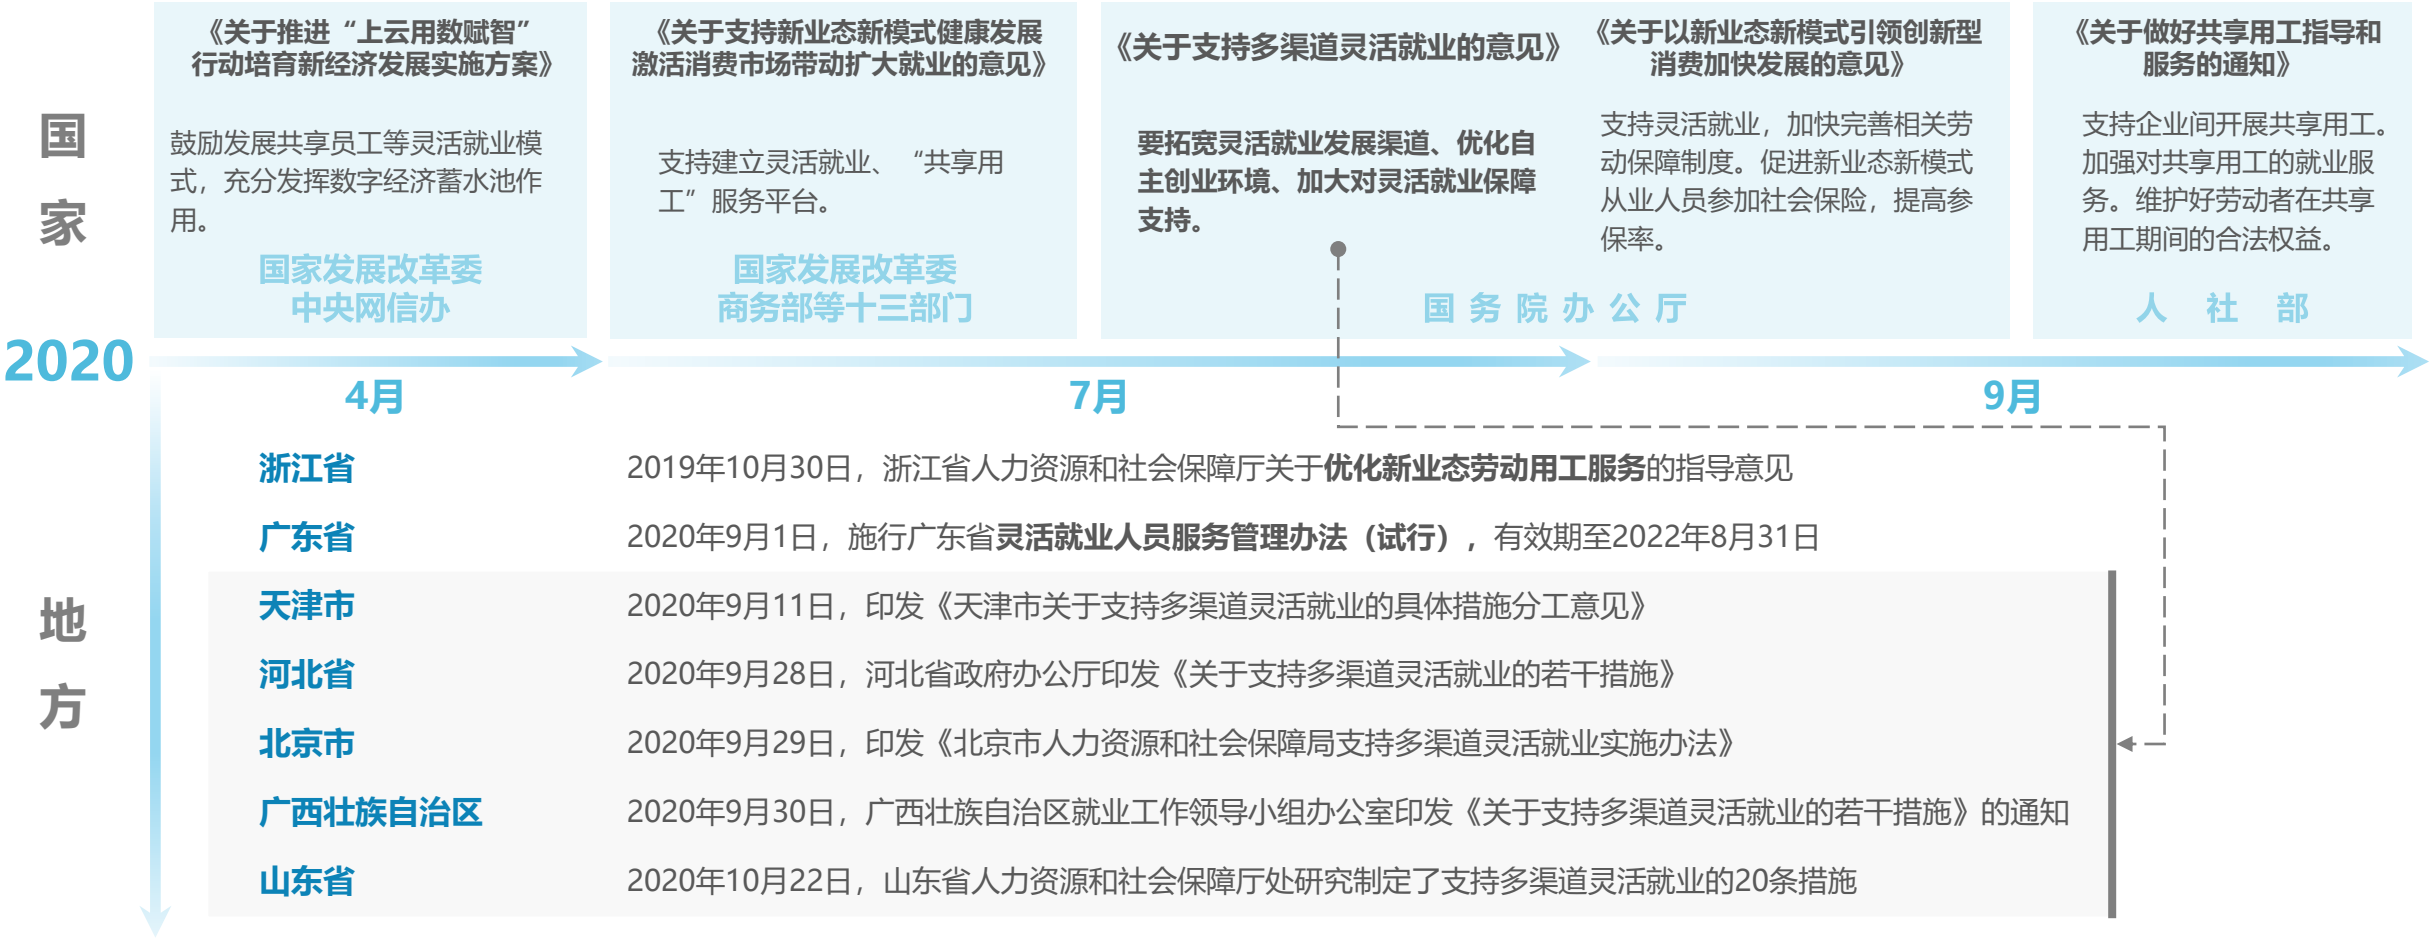 国
家
《关于推进“上云用数赋智”
行动培育新经济发展实施方案》
鼓励发展共享员工等灵活就业模
式，充分发挥数字经济蓄水池作
用。
国家发展改革委
中央网信办
《关于支持新业态新模式健康发展
激活消费市场带动扩大就业的意见》
支持建立灵活就业、“共享用
工”服务平台。
国家发展改革委
商务部等十三部门
《关于支持多渠道灵活就业的意见》
要拓宽灵活就业发展渠道、优化自
主创业环境、加大对灵活就业保障
支持。
《关于以新业态新模式引领创新型
消费加快发展的意见》
支持灵活就业，加快完善相关劳
动保障制度。促进新业态新模式
从业人员参加社会保险，提高参
保率。
国务院办公厅
《关于做好共享用工指导和
服务的通知》
支持企业间开展共享用工。
加强对共享用工的就业服
务。维护好劳动者在共享
用工期间的合法权益。
人社部
2020
4月
7月
9月
地
方
浙江省
2019年10月30日，浙江省人力资源和社会保障厅关于优化新业态劳动用工服务的指导意见
广东省
2020年9月1日，施行广东省灵活就业人员服务管理办法（试行），有效期至2022年8月31日
天津市
2020年9月11日，印发《天津市关于支持多渠道灵活就业的具体措施分工意见》
河北省
2020年9月28日，河北省政府办公厅印发《关于支持多渠道灵活就业的若干措施》
北京市
2020年9月29日，印发《北京市人力资源和社会保障局支持多渠道灵活就业实施办法》
广西壮族自治区
2020年9月30日，广西壮族自治区就业工作领导小组办公室印发《关于支持多渠道灵活就业的若干措施》的通知
山东省
2020年10月22日，山东省人力资源和社会保障厅处研究制定了支持多渠道灵活就业的20条措施